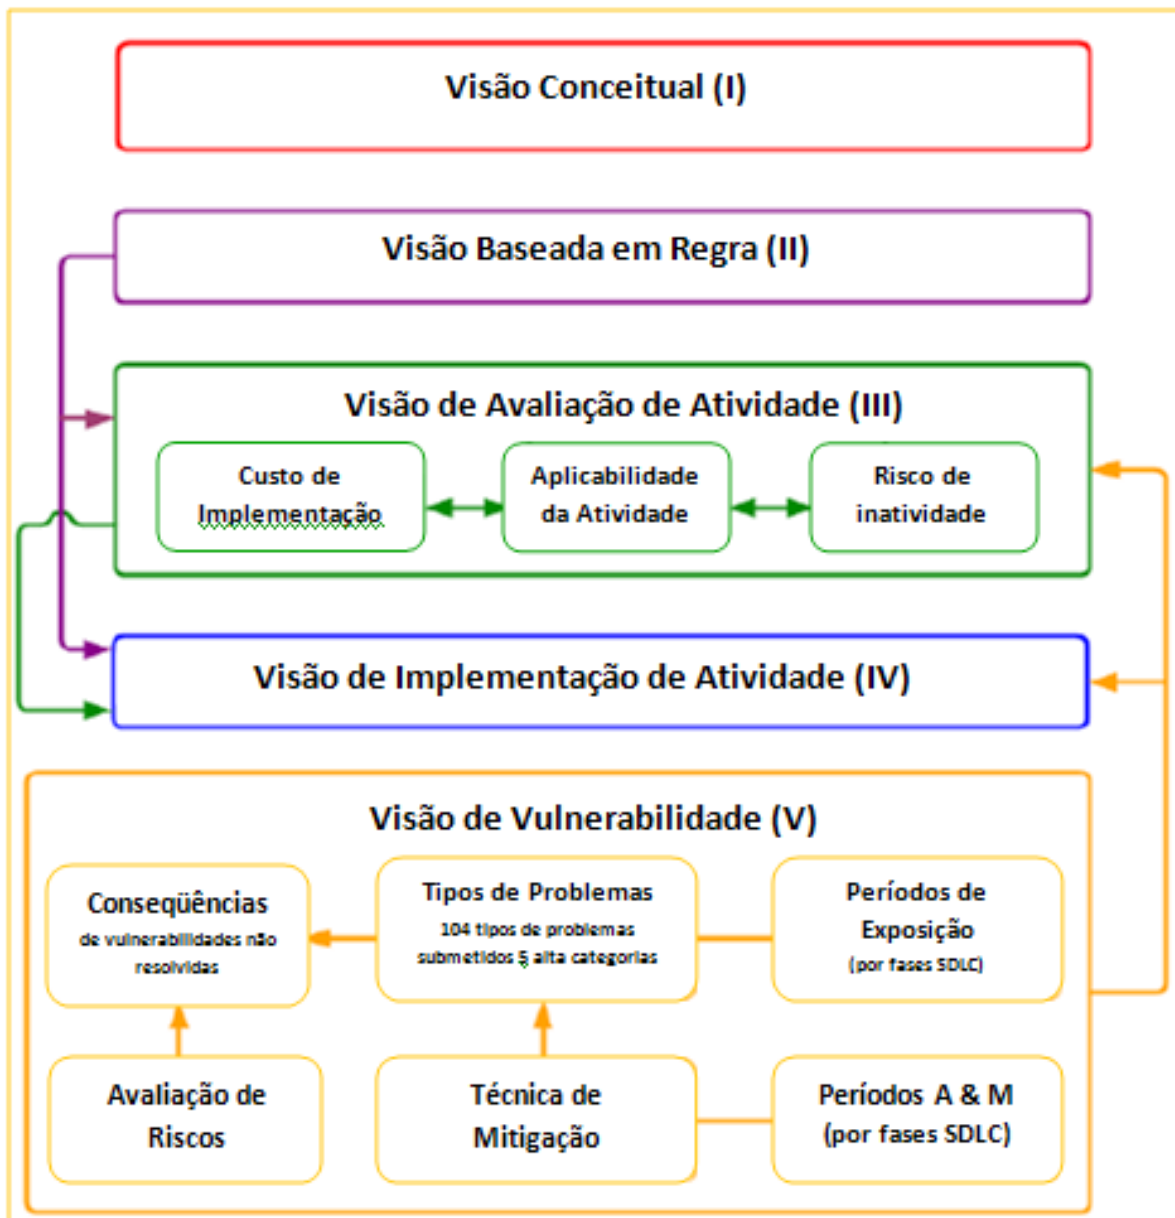 Visão Conceitual (I)
Visão Baseada em Regra (II)
Visão de Avaliação de Atividade (III)
Custo de
Implementação
Aplicabilidade
da Atividade
Risco de
inatividade
Visão de Implementação de Atividade (IV)
Visão de Vulnerabilidade (V)
Conseqüências
de vulnerabilidades não
resolvidas
Tipos de Problemas
104 tipos de problemas
submetidos 5 alta categorias
Períodos de
Exposição
(por fases SDLC)
Avaliação de
Riscos
Técnica de
Mitigação
Períodos A & M
(por fases SDLC)